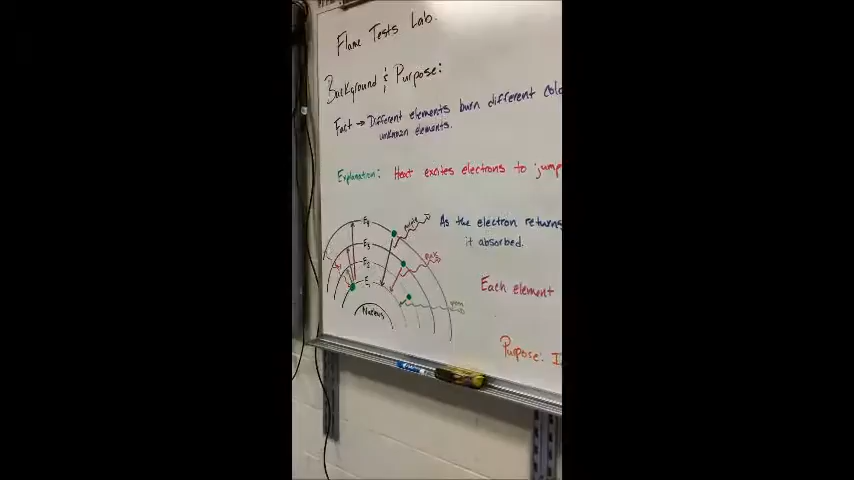 Flame Tests Lab.
Background & Purpose:
Fact → Different elements burn different colo
unknown elements.
Explanation: Heat excites electrons to jump
As the electron returns
it absorbed.
Each element
Purpose: I
E4
E3
E2
E1
Nucleus